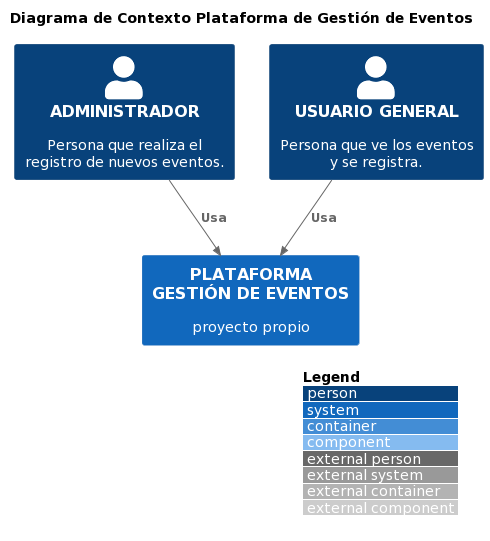 Diagrama de Contexto Plataforma de Gestión de Eventos
ADMINISTRADOR
Persona que realiza el
registro de nuevos eventos.
USUARIO GENERAL
Persona que ve los eventos
y se registra.
Usa
Usa
PLATAFORMA
GESTIÓN DE EVENTOS
proyecto propio
Legend
person
system
container
component
external person
external system
external container
external component